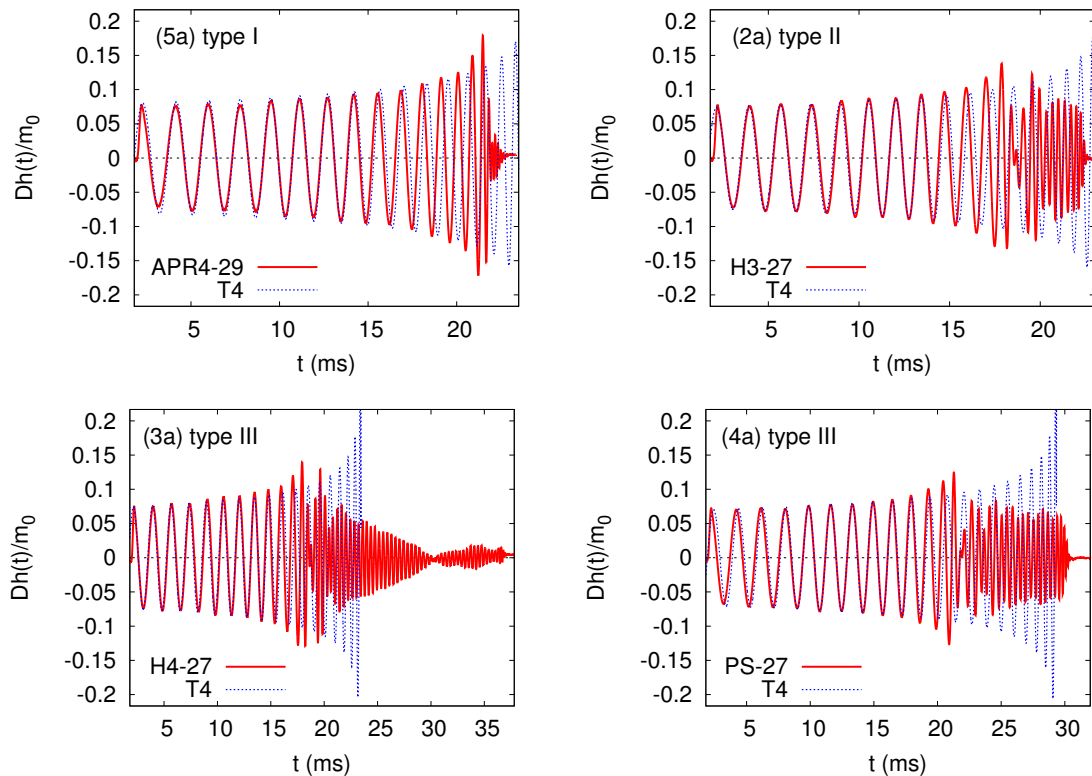 (5a) type I
0.2
0.15
0.1
0.05
0
-0.05
-0.1
-0.15
-0.2
Dh(t)/m0
APR4-29
T4
5 10 15 20
t (ms)
(2a) type II
0.2
0.15
0.1
0.05
0
-0.05
-0.1
-0.15
-0.2
Dh(t)/m0
H3-27
T4
5 10 15 20
t (ms)
(3a) type III
0.2
0.15
0.1
0.05
0
-0.05
-0.1
-0.15
-0.2
Dh(t)/m0
H4-27
T4
5 10 15 20 25 30 35
t (ms)
(4a) type III
0.2
0.15
0.1
0.05
0
-0.05
-0.1
-0.15
-0.2
Dh(t)/m0
PS-27
T4
5 10 15 20 25 30
t (ms)